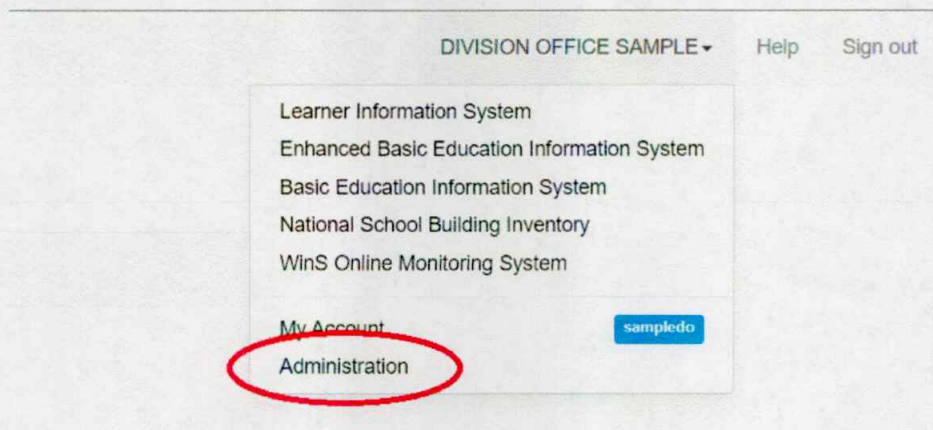 DIVISION OFFICE SAMPLE Help Sign out
Learner Information System
Enhanced Basic Education Information System
Basic Education Information System
National School Building Inventory
WinS Online Monitoring System
My Account sampledo
Administration